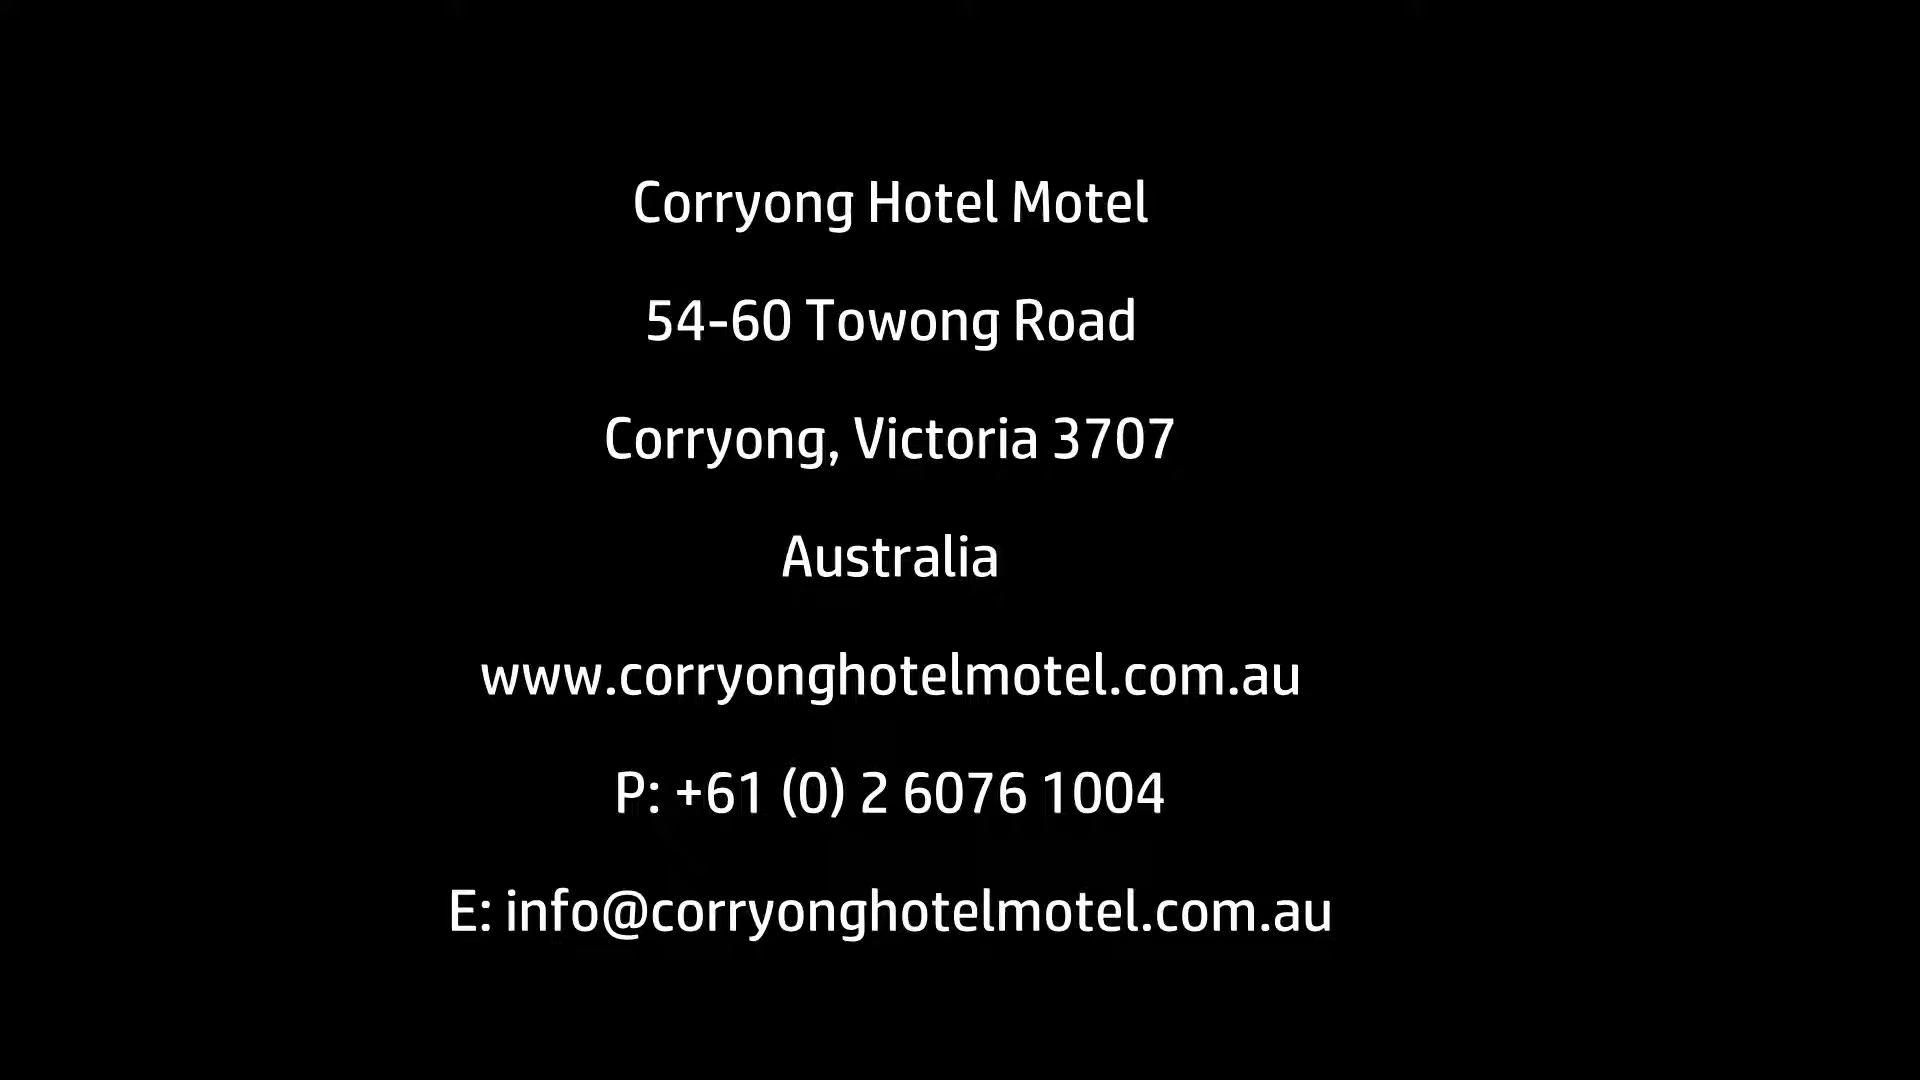 Corryong Hotel Motel
54-60 Towong Road
Corryong, Victoria 3707
Australia
www.corryonghotelmotel.com.au
P: +61 (0) 2 6076 1004
E: info@corryonghotelmotel.com.au